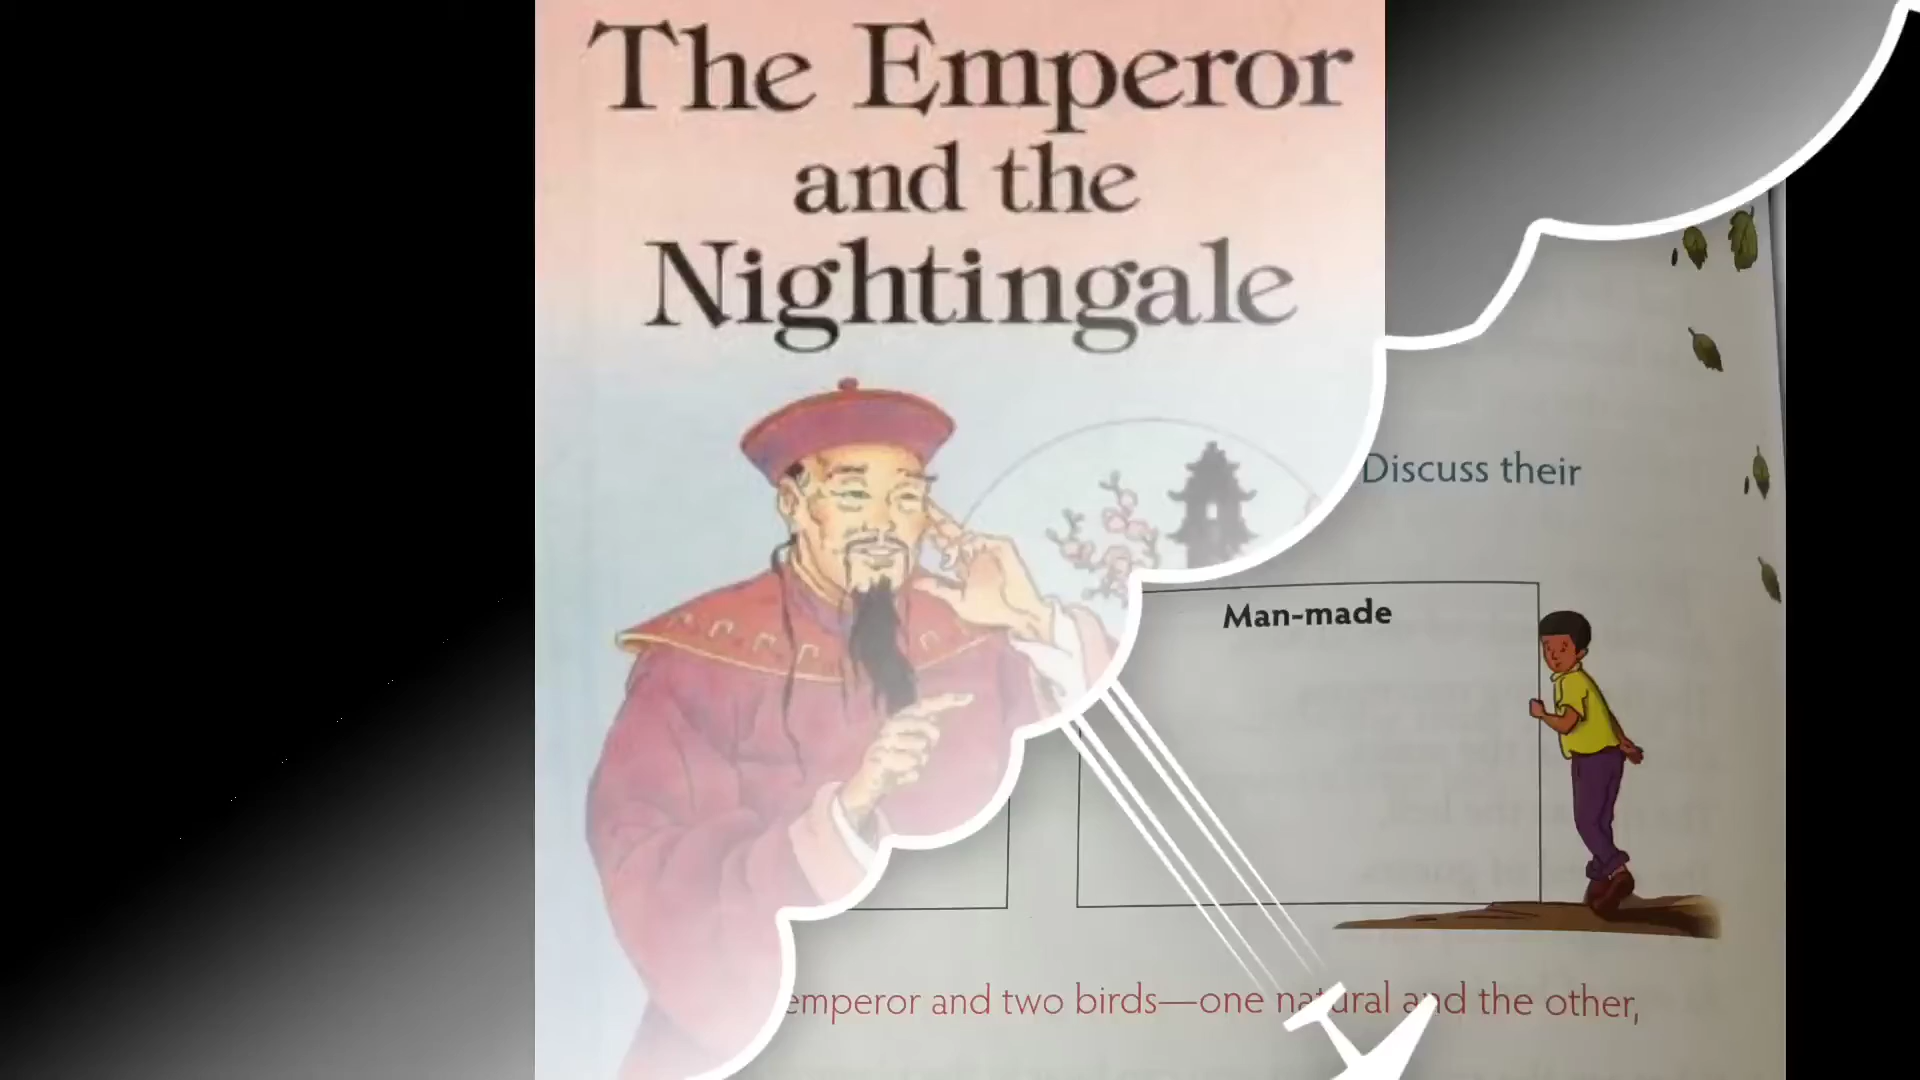 The Emperor
and the
Nightingale
Discuss their
Man-made
emperor and two birds—one natural and the other,